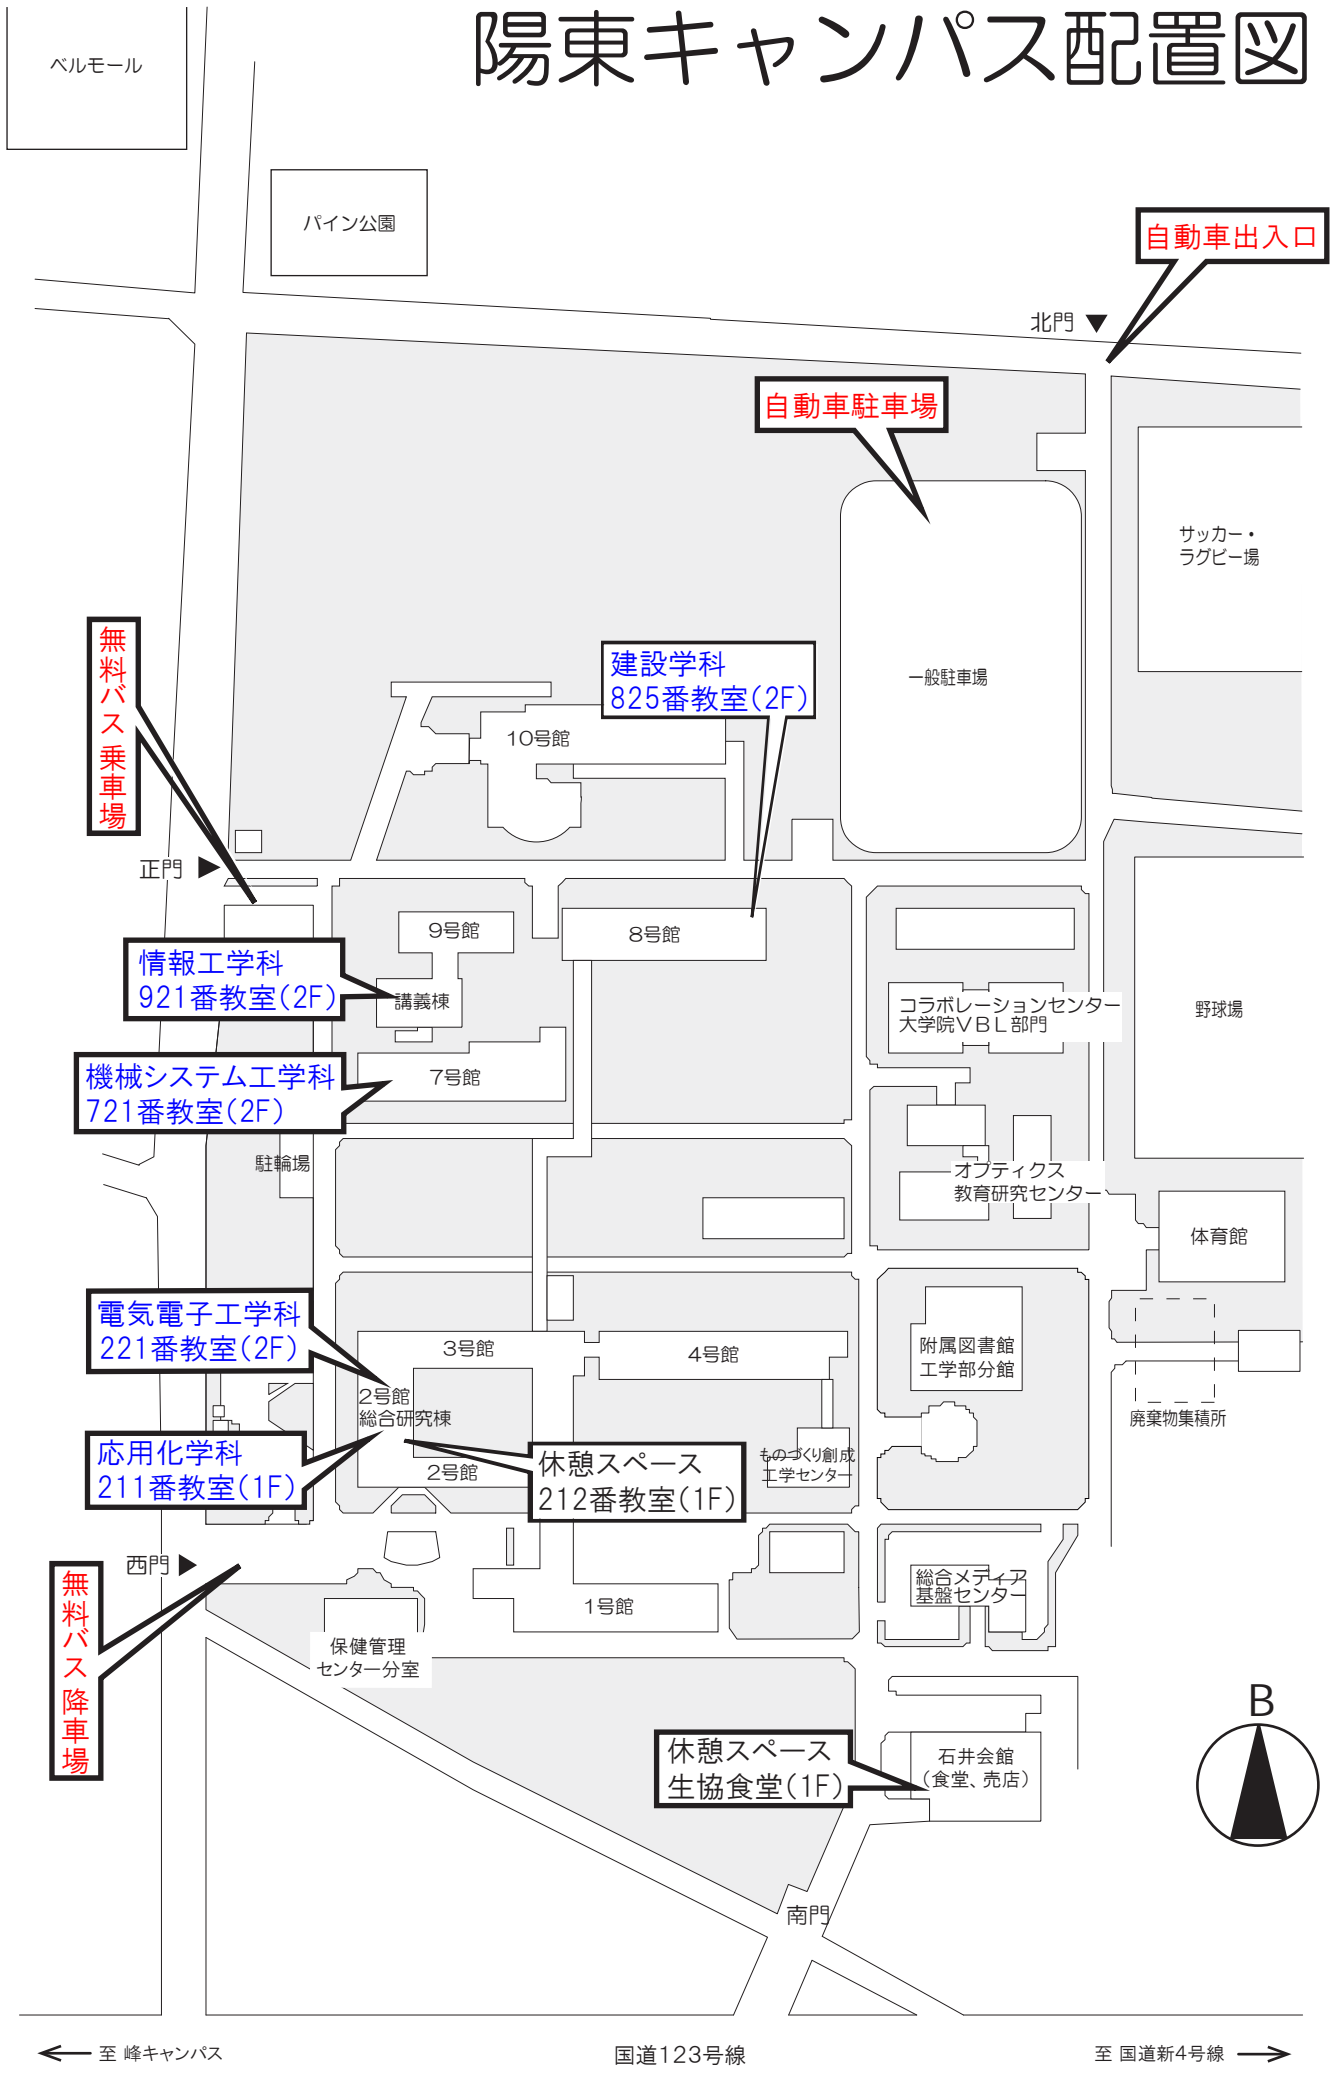 陽東キャンパス配置図
ベルモール
パイン公園
自動車出入口
北門
自動車駐車場
サッカー・
ラグビー場
無料バス乗車場
建設学科
825番教室(2F)
一般駐車場
10号館
正門
9号館
8号館
情報工学科
921番教室(2F)
講義棟
コラボレーションセンター
大学院VBL部門
野球場
機械システム工学科
721番教室(2F)
7号館
駐輪場
オプティクス
教育研究センター
体育館
電気電子工学科
221番教室(2F)
3号館
4号館
附属図書館
工学部分館
2号館
総合研究棟
廃棄物集積所
応用化学科
211番教室(1F)
2号館
休憩スペース
212番教室(1F)
ものづくり創成
工学センター
西門
無料バス降車場
総合メディア
基盤センター
1号館
保健管理
センター分室
B
休憩スペース
生協食堂(1F)
石井会館
(食堂、売店)
南門
至 峰キャンパス
国道123号線
至 国道新4号線